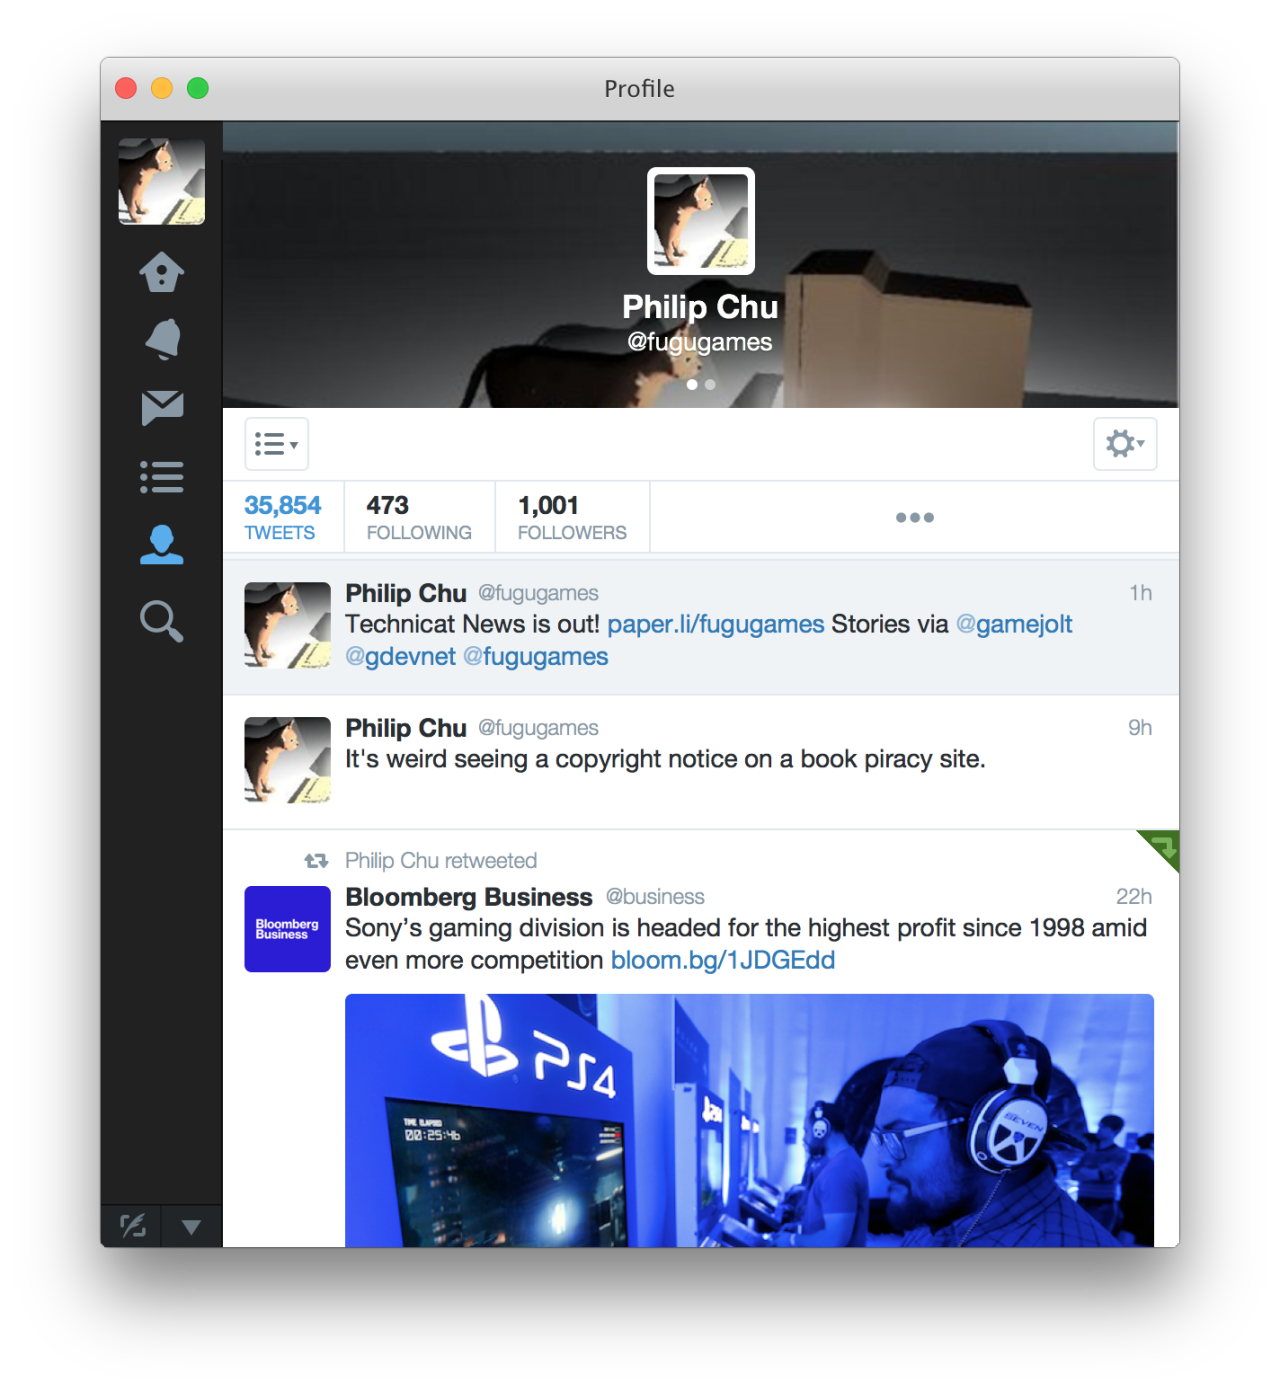 Profile
Philip Chu
@fugugames
35,854
TWEETS
473
FOLLOWING
1,001
FOLLOWERS
Philip Chu @fugugames 1h
Technicat News is out! paper.li/fugugames Stories via @gamejolt
@gdevnet @fugugames
Philip Chu @fugugames 9h
It's weird seeing a copyright notice on a book piracy site.
Philip Chu retweeted
Bloomberg Business @business 22h
Bloomberg
Business
Sony’s gaming division is headed for the highest profit since 1998 amid
even more competition bloom.bg/1JDGEdd
PS4
TIME ELAPSED
00:25:46
PS4
SEVEN